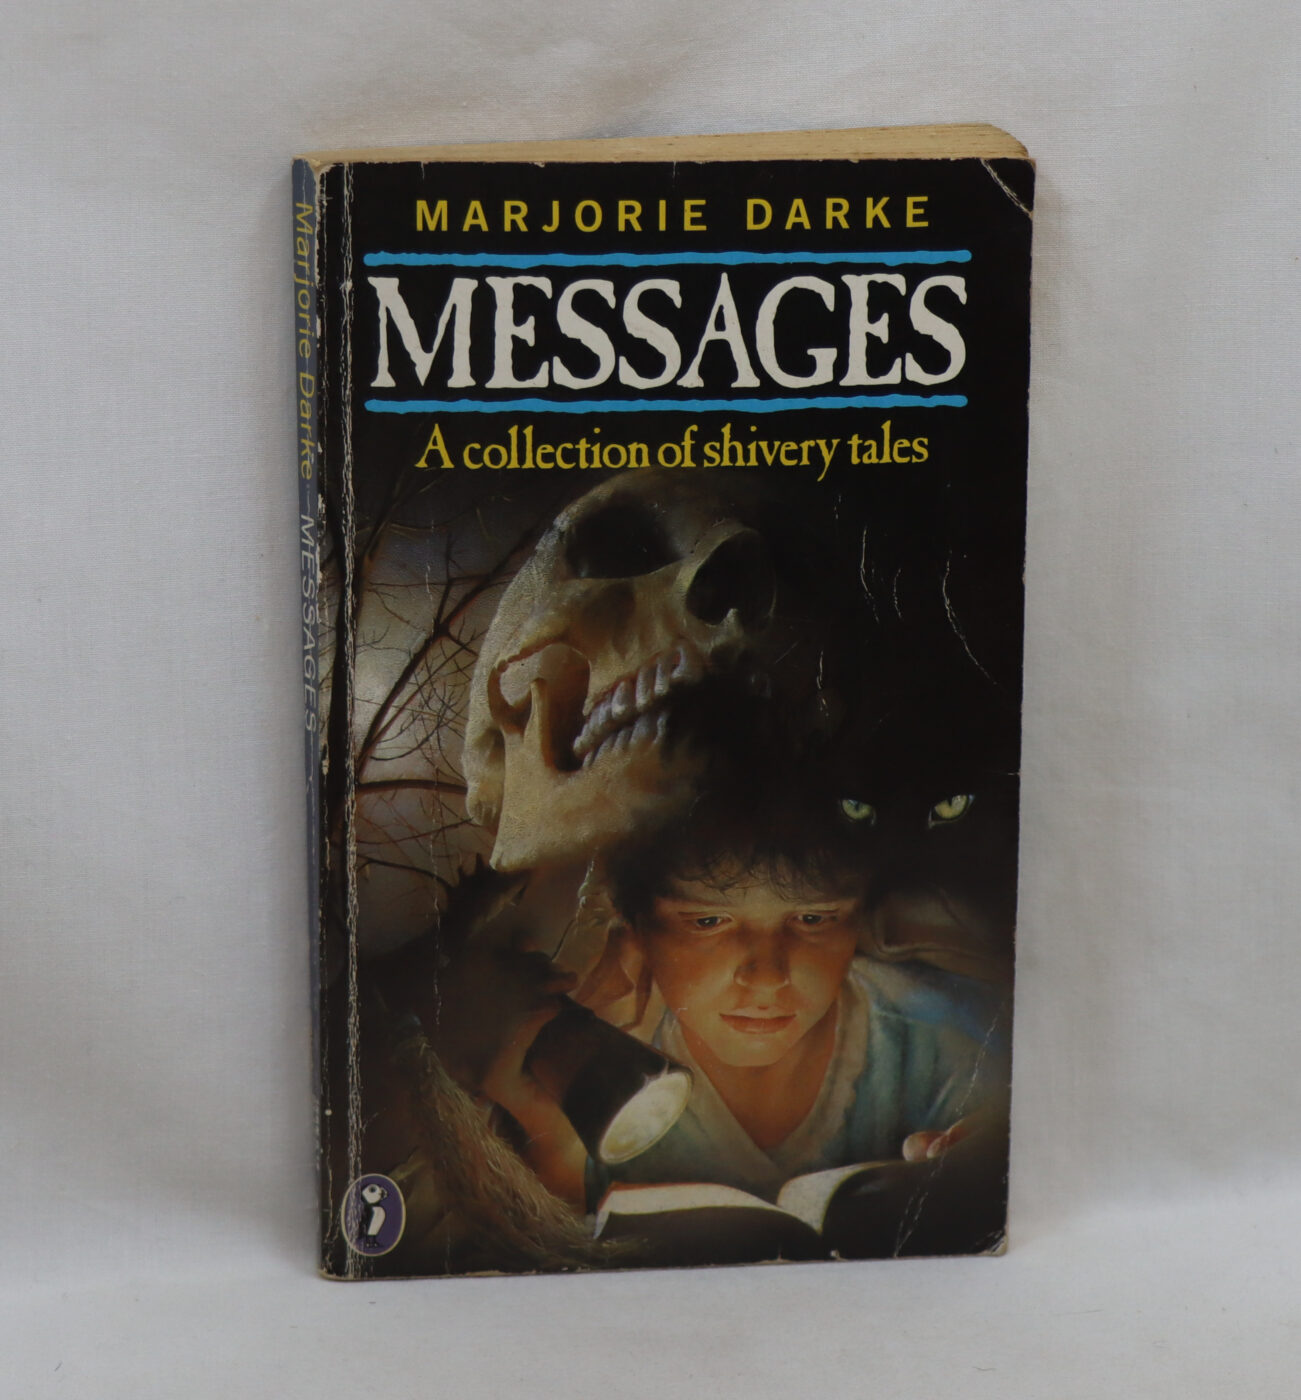 MARJORIE DARKE
MESSAGES
A collection of shivery tales
Marjorie Darke – MESSAGES